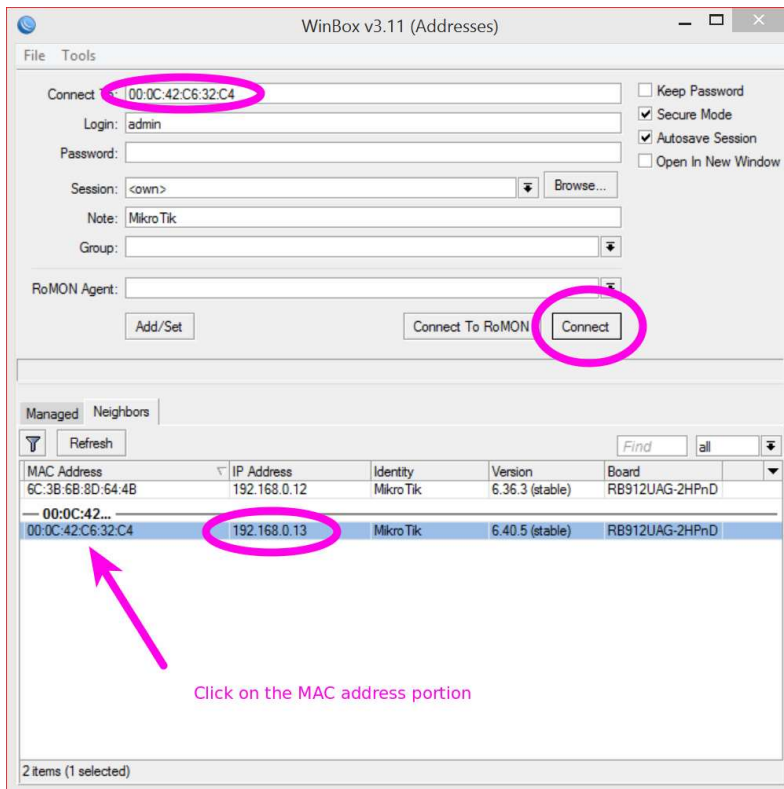 WinBox v3.11 (Addresses)
File Tools
Connect To: 00:0C:42:C6:32:C4
Keep Password
Login: admin
Secure Mode
Autosave Session
Password:
Open In New Window
Session: <own> Browse...
Note: MikroTik
Group:
RoMON Agent:
Add/Set Connect To RoMON Connect
Managed Neighbors
Refresh Find all
MAC Address IP Address Identity Version Board
6C:3B:6B:8D:64:4B 192.168.0.12 MikroTik 6.36.3 (stable) RB912UAG-2HPnD
00:0C:42...
00:0C:42:C6:32:C4 192.168.0.13 MikroTik 6.40.5 (stable) RB912UAG-2HPnD
Click on the MAC address portion
2 items (1 selected)